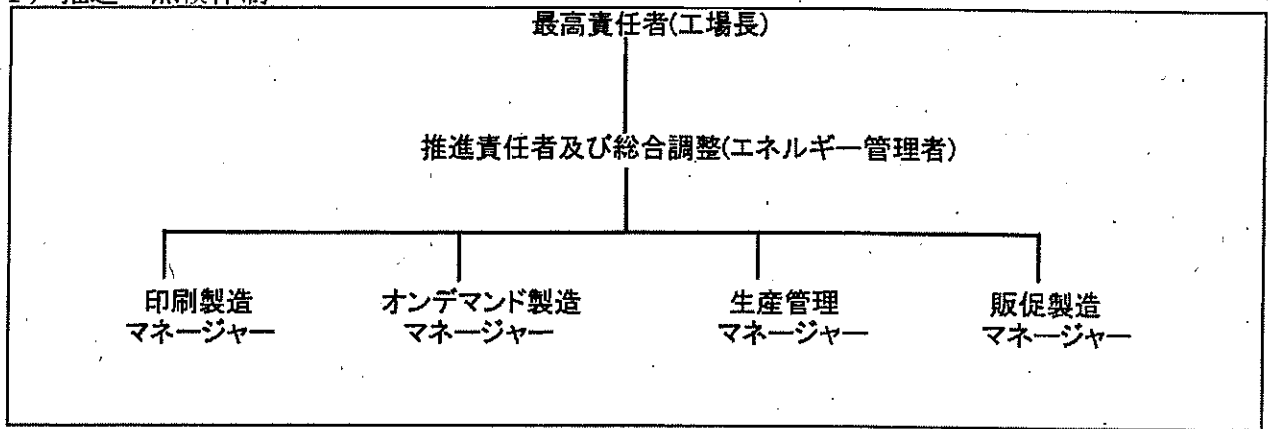 最高責任者(工場長)
推進責任者及び総合調整(エネルギー管理者)
印刷製造
マネージャー
オンデマンド製造
マネージャー
生産管理
マネージャー
販促製造
マネージャー